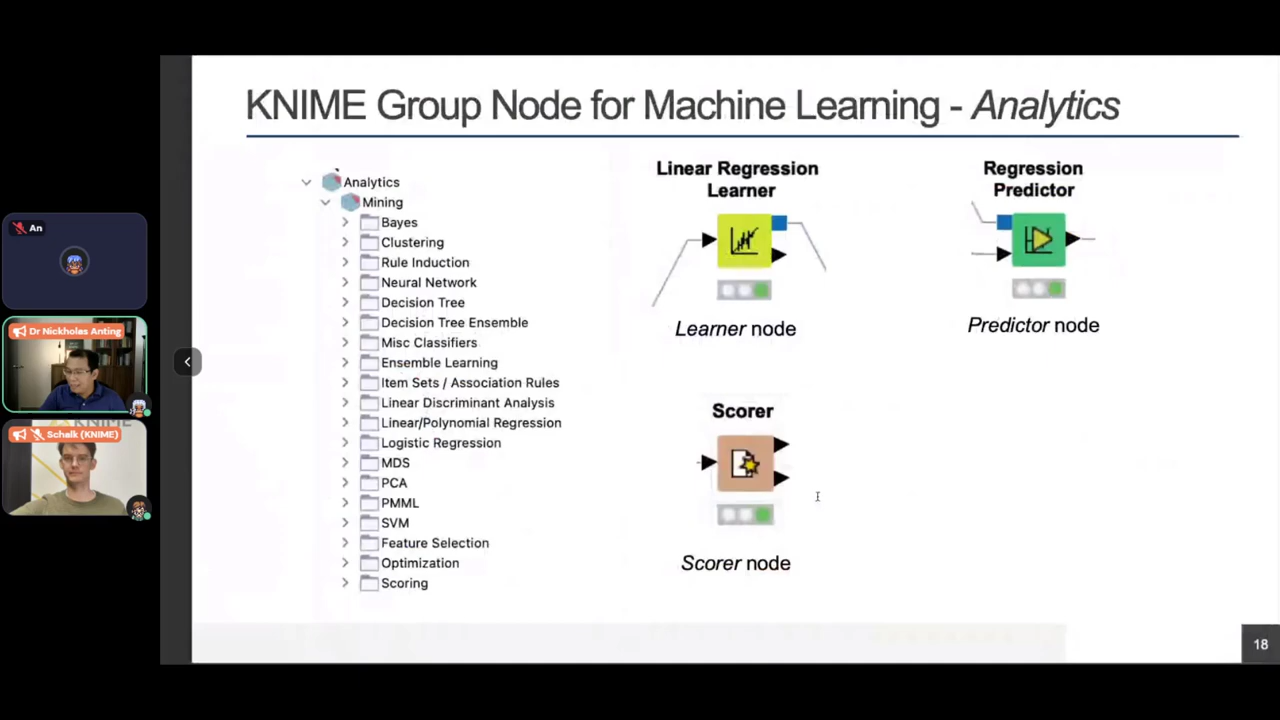 KNIME Group Node for Machine Learning - Analytics
Analytics
Mining
Bayes
Clustering
Rule Induction
Neural Network
Decision Tree
Decision Tree Ensemble
Misc Classifiers
Ensemble Learning
Item Sets / Association Rules
Linear Discriminant Analysis
Linear/Polynomial Regression
Logistic Regression
MDS
PCA
PMML
SVM
Feature Selection
Optimization
Scoring
Linear Regression
Learner
Learner node
Regression
Predictor
Predictor node
Scorer
Scorer node
18
An
Dr Nickholas Anting
KNIME
Schalk (KNIME)